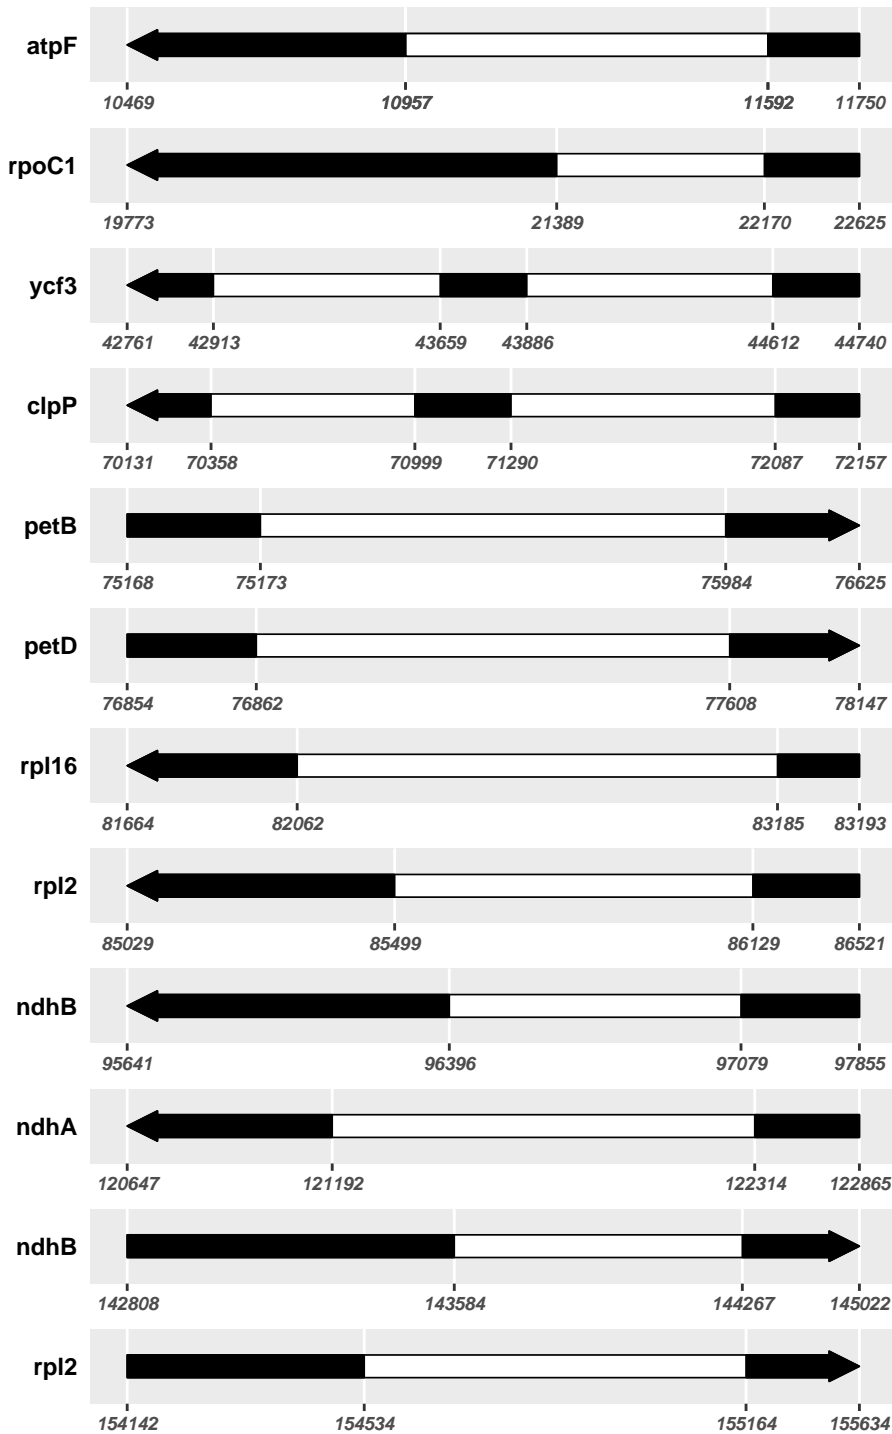 atpF
10469 10957 11592 11750
rpoC1
19773 21389 22170 22625
ycf3
42761 42913 43659 43886 44612 44740
clpP
70131 70358 70999 71290 72087 72157
petB
75168 75173 75984 76625
petD
76854 76862 77608 78147
rpl16
81664 82062 83185 83193
rpl2
85029 85499 86129 86521
ndhB
95641 96396 97079 97855
ndhA
120647 121192 122314 122865
ndhB
142808 143584 144267 145022
rpl2
154142 154534 155164 155634